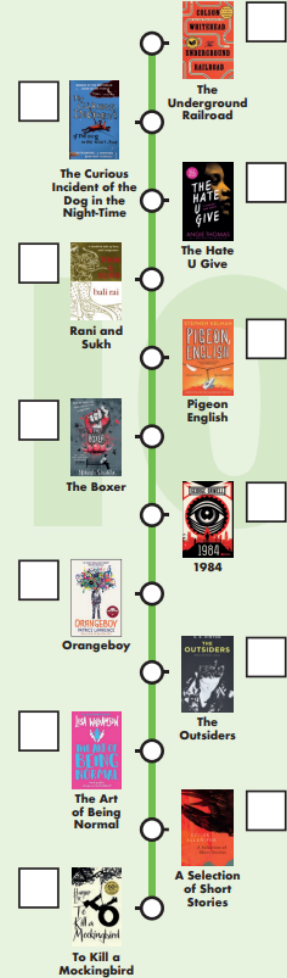 COLSON
WHITEHEAD
THE
UNDERGROUND
RAILROAD
The
Underground
Railroad
The Curious
Incident of the
Dog in the
Night-Time
THE
HATE
U
GIVE
ANGIE THOMAS
The Hate
U Give
bali rai
Rani and
Sukh
STEPHEN KELMAN
PIGEON
ENGLISH
Pigeon
English
10
THE
BOXER
NIKESH SHUKLA
The Boxer
GEORGE ORWELL
1984
1984
ORANGEBOY
PATRICE LAWRENCE
Orangeboy
S. E. HINTON
THE
OUTSIDERS
The
Outsiders
LISA WILLIAMSON
THE ART OF
BEING
NORMAL
The Art
of Being
Normal
A Selection
of Short
Stories
Harper Lee
To
Kill a
Mockingbird
To Kill a
Mockingbird